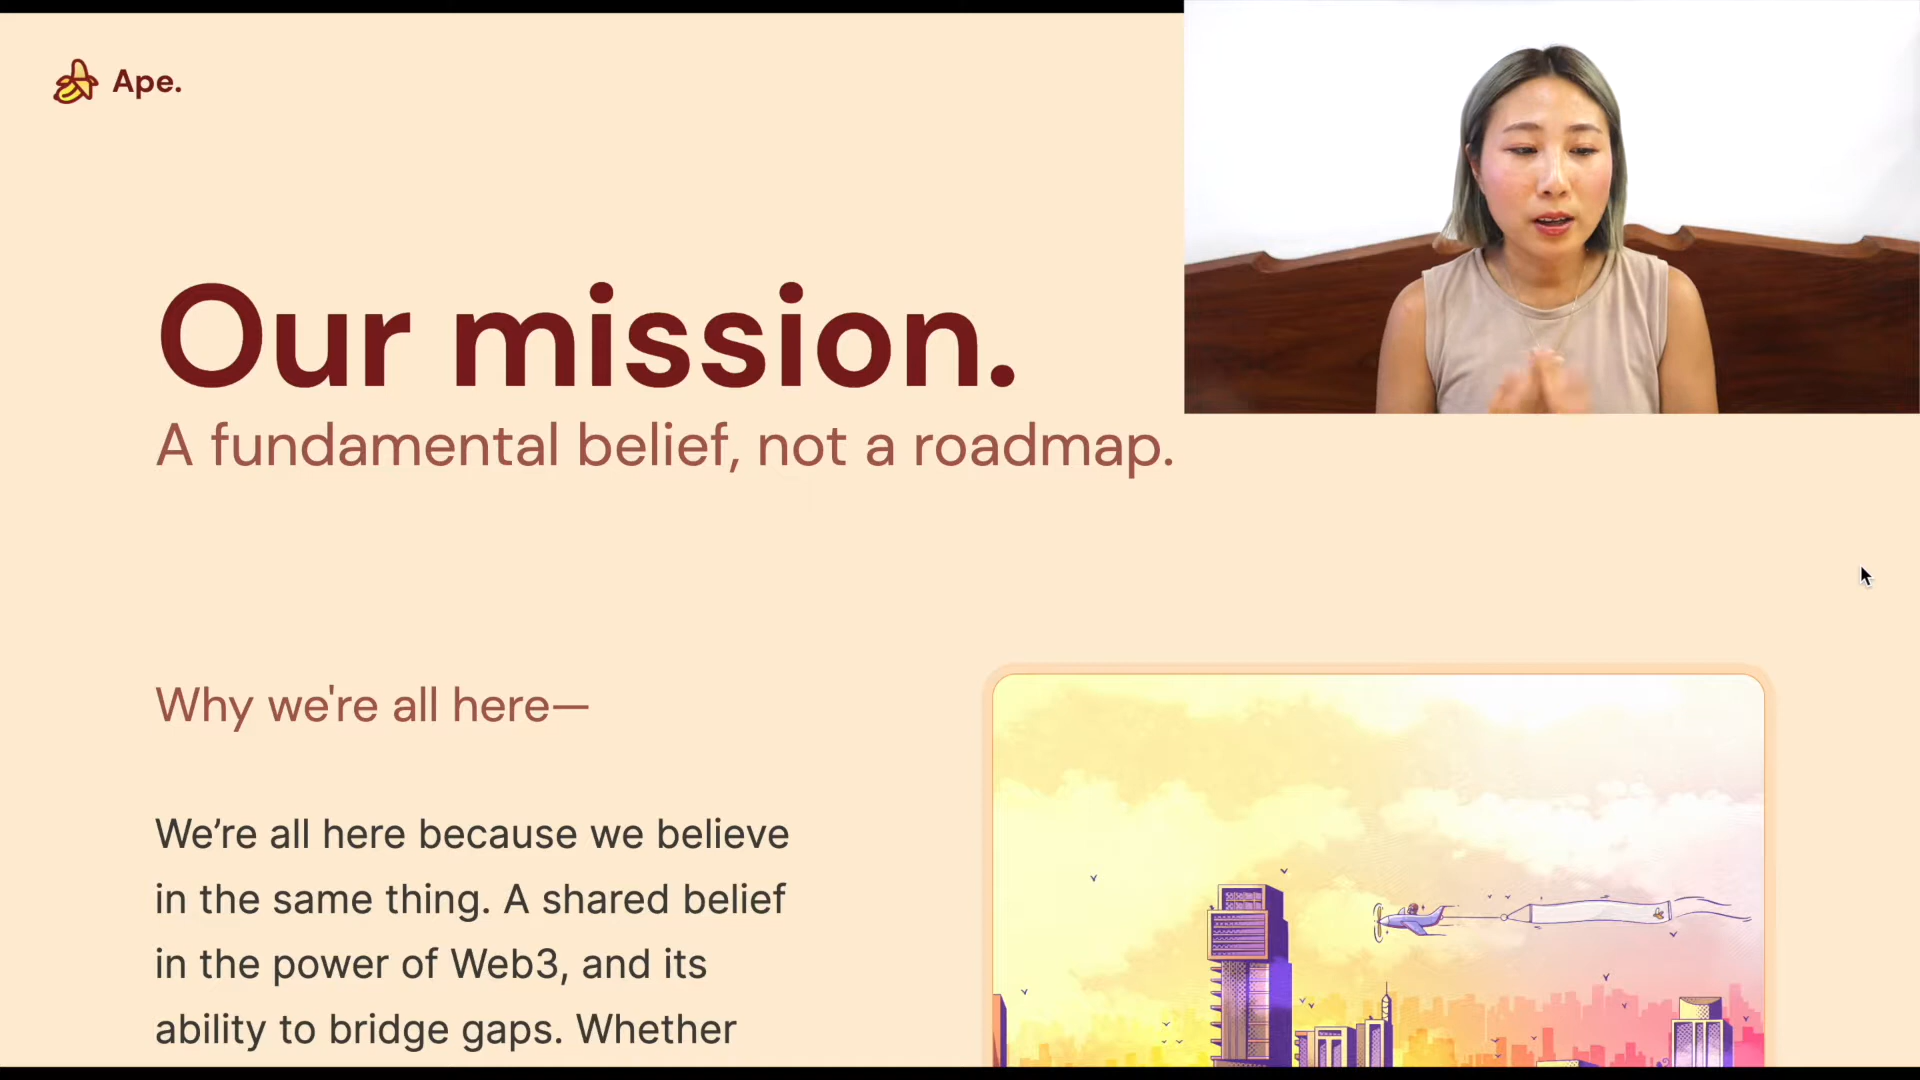 Ape.
Our mission.
A fundamental belief, not a roadmap.
Why we're all here—
We’re all here because we believe
in the same thing. A shared belief
in the power of Web3, and its
ability to bridge gaps. Whether